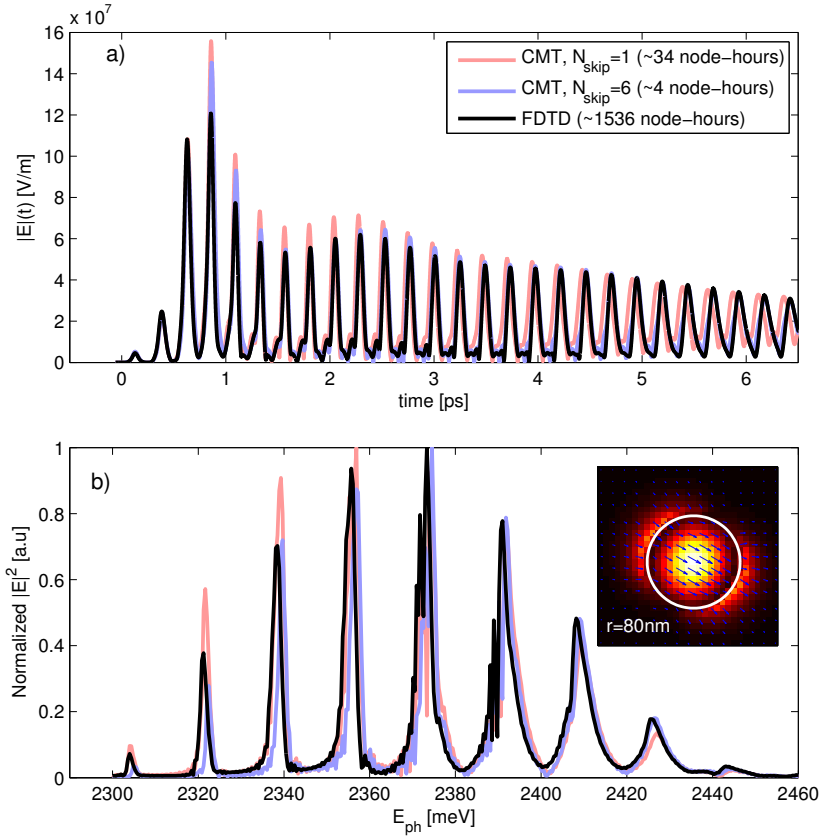 x 10^7
16
14
12
10
8
6
4
2
0
|E|(t) [V/m]
a)
CMT, N_skip=1 (~34 node-hours)
CMT, N_skip=6 (~4 node-hours)
FDTD (~1536 node-hours)
0 1 2 3 4 5 6
time [ps]
1
0.8
0.6
0.4
0.2
0
Normalized |E|^2 [a.u]
b)
r=80nm
2300 2320 2340 2360 2380 2400 2420 2440 2460
E_ph [meV]